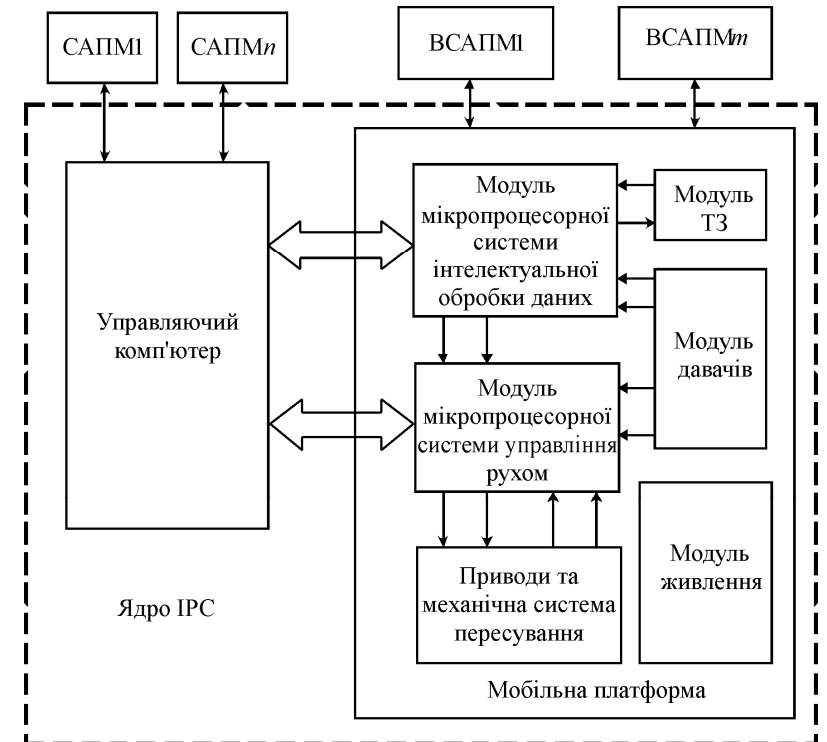 САПМ1
САПМn
ВСАПМ1
ВСАПМm
Модуль
мікропроцесорної
системи
інтелектуальної
обробки даних
Модуль
ТЗ
Управляючий
комп'ютер
Модуль
давачів
Модуль
мікропроцесорної
системи управління
рухом
Модуль
живлення
Приводи та
механічна система
пересування
Ядро ІРС
Мобільна платформа